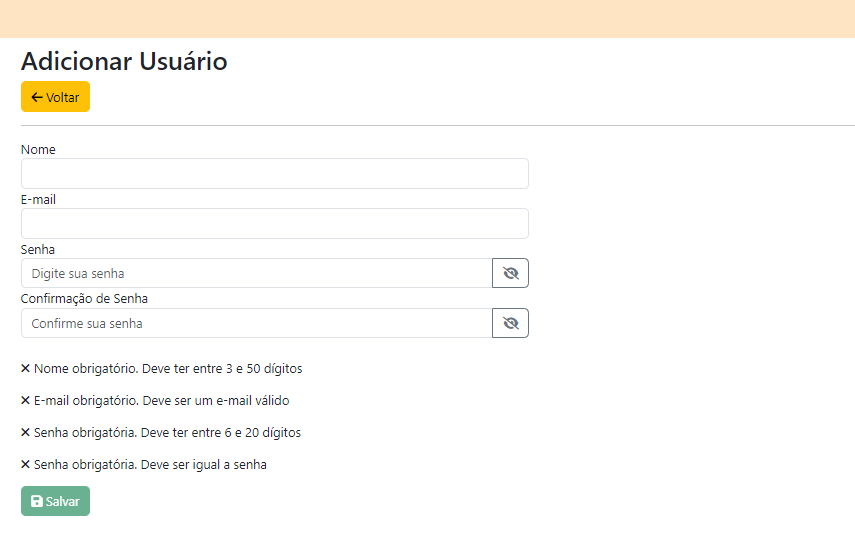 Adicionar Usuário
Voltar
Nome
E-mail
Senha
Digite sua senha
Confirmação de Senha
Confirme sua senha
Nome obrigatório. Deve ter entre 3 e 50 dígitos
E-mail obrigatório. Deve ser um e-mail válido
Senha obrigatória. Deve ter entre 6 e 20 dígitos
Senha obrigatória. Deve ser igual a senha
Salvar